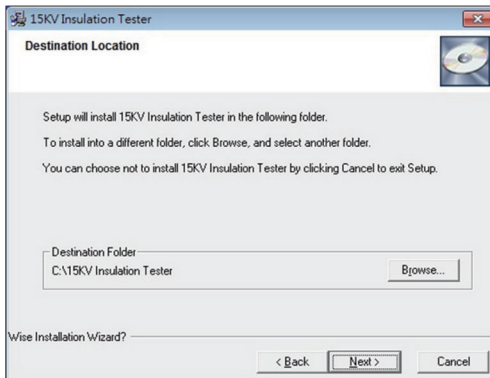 15KV Insulation Tester
Destination Location
Setup will install 15KV Insulation Tester in the following folder.
To install into a different folder, click Browse, and select another folder.
You can choose not to install 15KV Insulation Tester by clicking Cancel to exit Setup.
Destination Folder
C:\15KV Insulation Tester
Browse...
Wise Installation Wizard?
< Back
Next >
Cancel